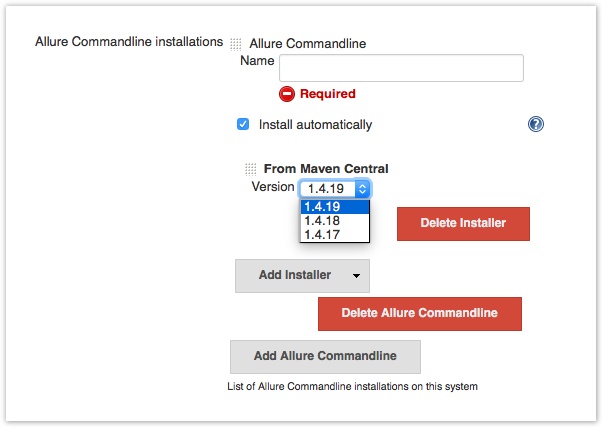 Allure Commandline installations
Allure Commandline
Name
Required
Install automatically
?
From Maven Central
Version 1.4.19
1.4.19
1.4.18
1.4.17
Delete Installer
Add Installer
Delete Allure Commandline
Add Allure Commandline
List of Allure Commandline installations on this system